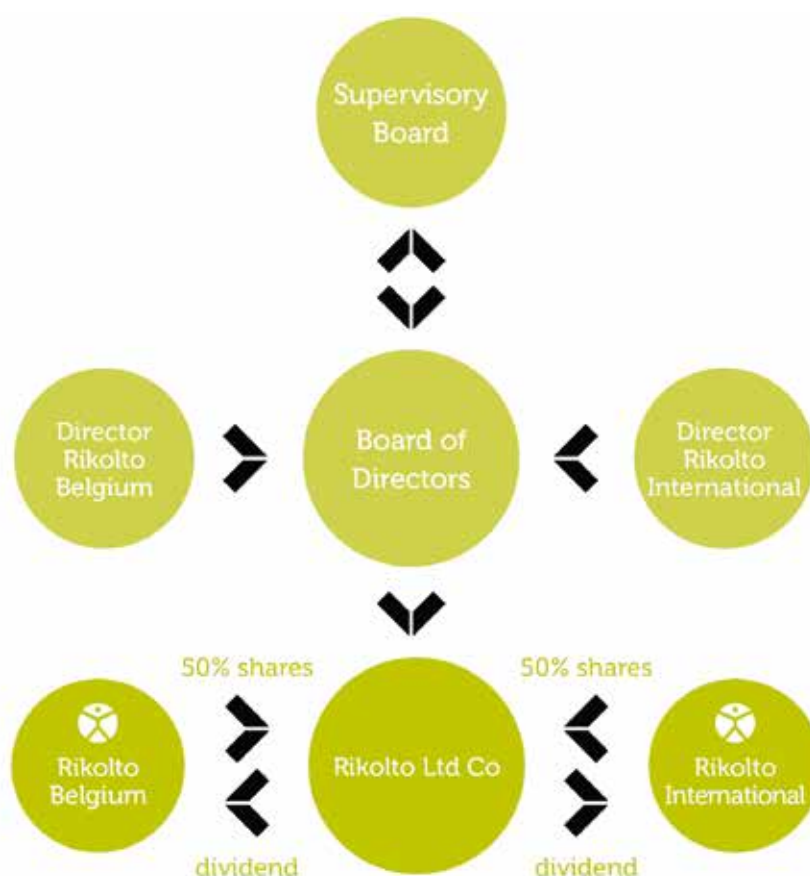 Supervisory
Board
Director
Rikolto
Belgium
Board of
Directors
Director
Rikolto
International
50% shares
50% shares
Rikolto
Belgium
Rikolto Ltd Co
Rikolto
International
dividend
dividend